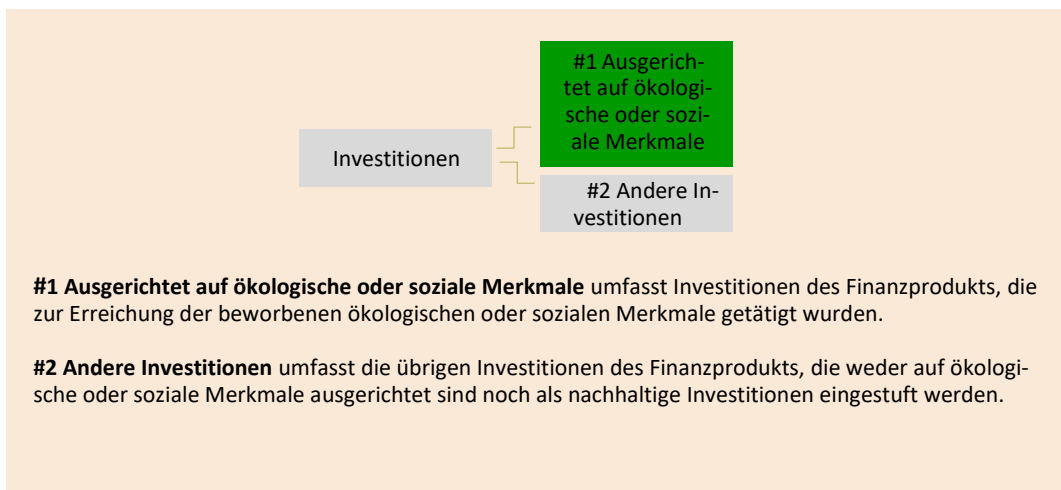 #1 Ausgerich-
tet auf ökologi-
sche oder sozi-
ale Merkmale
Investitionen
#2 Andere In-
vestitionen
#1 Ausgerichtet auf ökologische oder soziale Merkmale umfasst Investitionen des Finanzprodukts, die
zur Erreichung der beworbenen ökologischen oder sozialen Merkmale getätigt wurden.
#2 Andere Investitionen umfasst die übrigen Investitionen des Finanzprodukts, die weder auf ökologi-
sche oder soziale Merkmale ausgerichtet sind noch als nachhaltige Investitionen eingestuft werden.